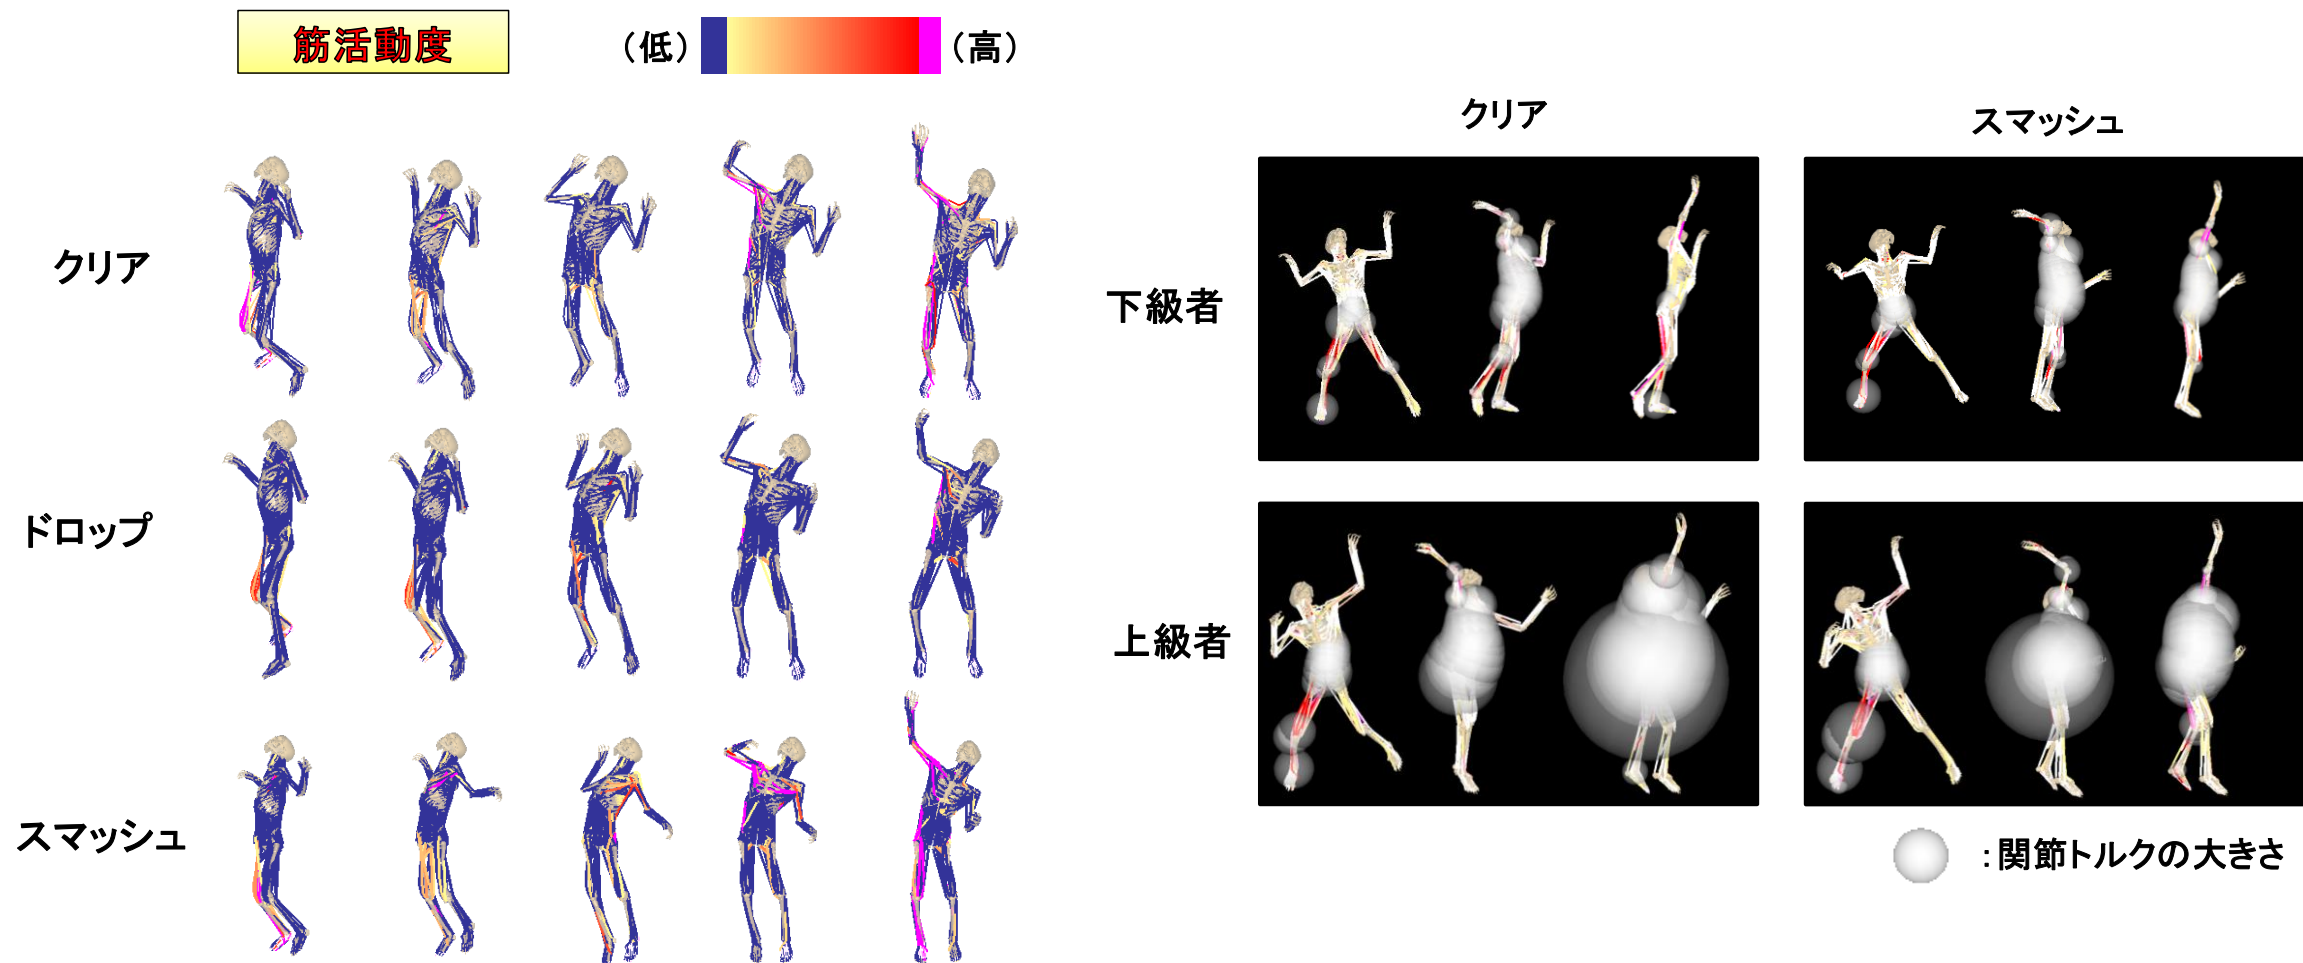 筋活動度
（低）
（高）
クリア
ドロップ
スマッシュ
クリア
スマッシュ
下級者
上級者
：関節トルクの大きさ